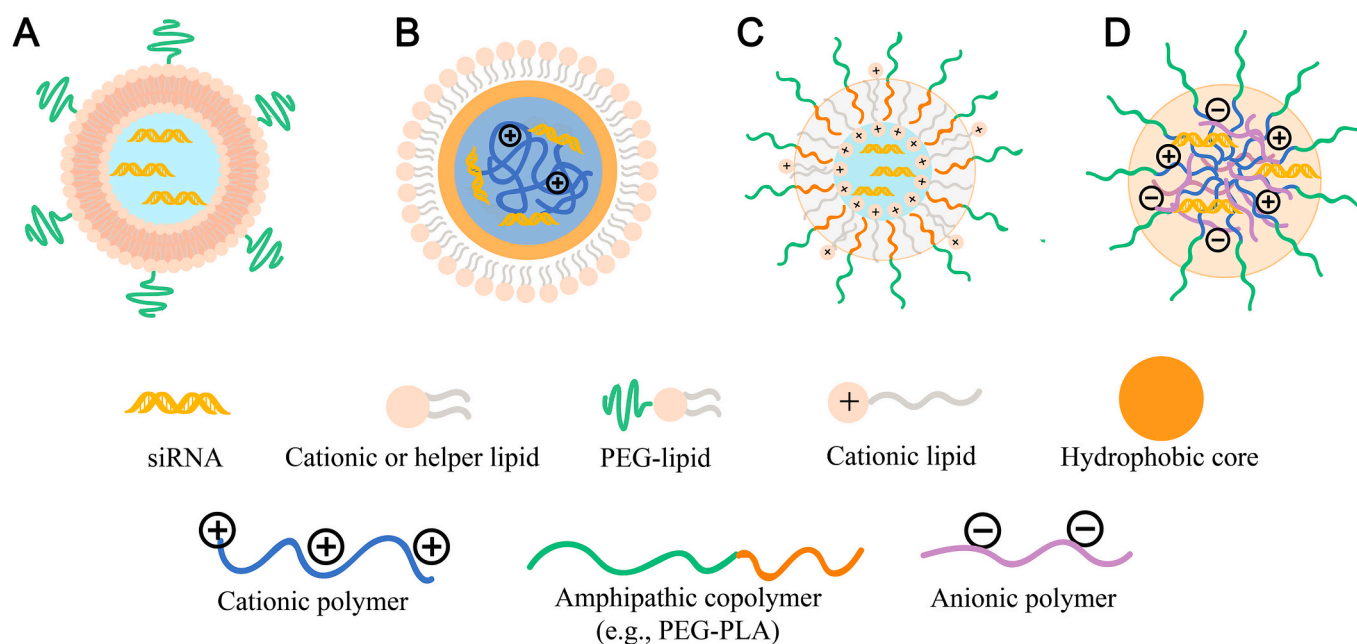 A
B
C
D
siRNA
Cationic or helper lipid
PEG-lipid
Cationic lipid
Hydrophobic core
Cationic polymer
Amphipathic copolymer
(e.g., PEG-PLA)
Anionic polymer